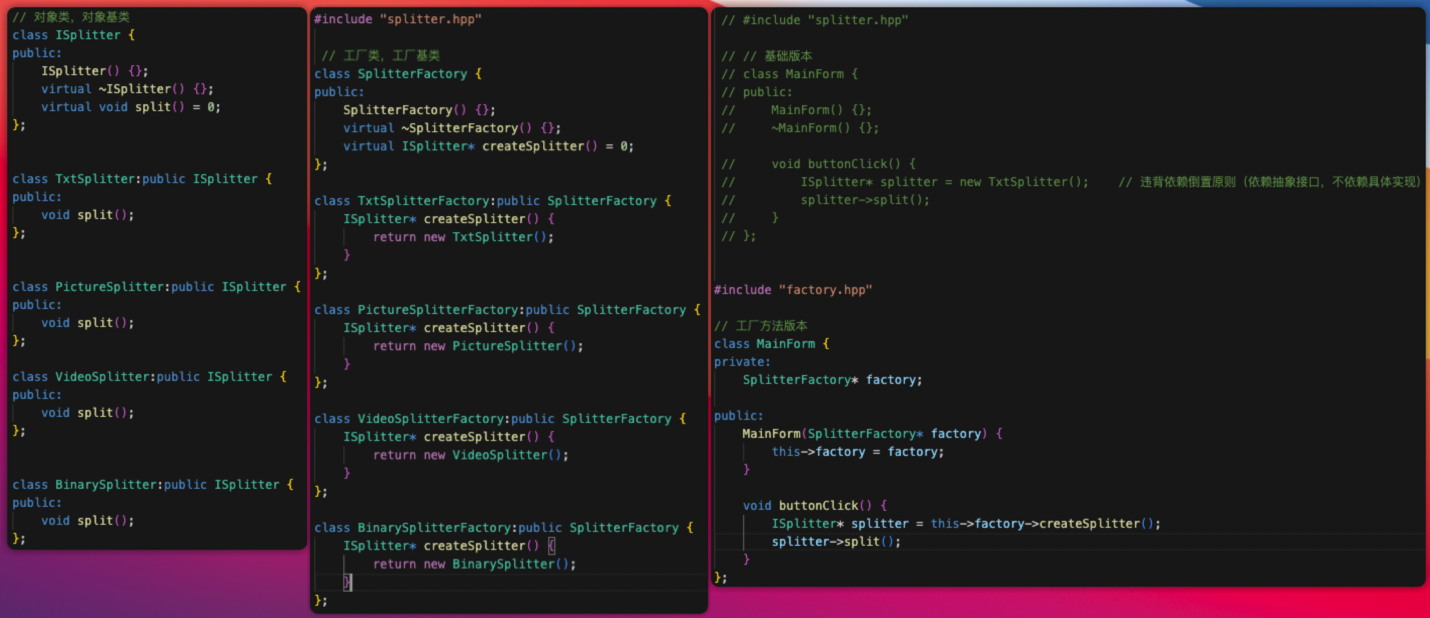 // 对象类，对象基类
class ISplitter {
public:
    ISplitter() {};
    virtual ~ISplitter() {};
    virtual void split() = 0;
};
class TxtSplitter:public ISplitter {
public:
    void split();
};
class PictureSplitter:public ISplitter {
public:
    void split();
};
class VideoSplitter:public ISplitter {
public:
    void split();
};
class BinarySplitter:public ISplitter {
public:
    void split();
};
#include "splitter.hpp"
 // 工厂类，工厂基类
class SplitterFactory {
public:
    SplitterFactory() {};
    virtual ~SplitterFactory() {};
    virtual ISplitter* createSplitter() = 0;
};
class TxtSplitterFactory:public SplitterFactory {
    ISplitter* createSplitter() {
        return new TxtSplitter();
    }
};
class PictureSplitterFactory:public SplitterFactory {
    ISplitter* createSplitter() {
        return new PictureSplitter();
    }
};
class VideoSplitterFactory:public SplitterFactory {
    ISplitter* createSplitter() {
        return new VideoSplitter();
    }
};
class BinarySplitterFactory:public SplitterFactory {
    ISplitter* createSplitter() {
        return new BinarySplitter();
    }
};
// #include "splitter.hpp"
// // 基础版本
// class MainForm {
// public:
//     MainForm() {};
//     ~MainForm() {};
//     void buttonClick() {
//         ISplitter* splitter = new TxtSplitter();    // 违背依赖倒置原则（依赖抽象接口，不依赖具体实现）
//         splitter->split();
//     }
// };
#include "factory.hpp"
// 工厂方法版本
class MainForm {
private:
    SplitterFactory* factory;
public:
    MainForm(SplitterFactory* factory) {
        this->factory = factory;
    }
    void buttonClick() {
        ISplitter* splitter = this->factory->createSplitter();
        splitter->split();
    }
};